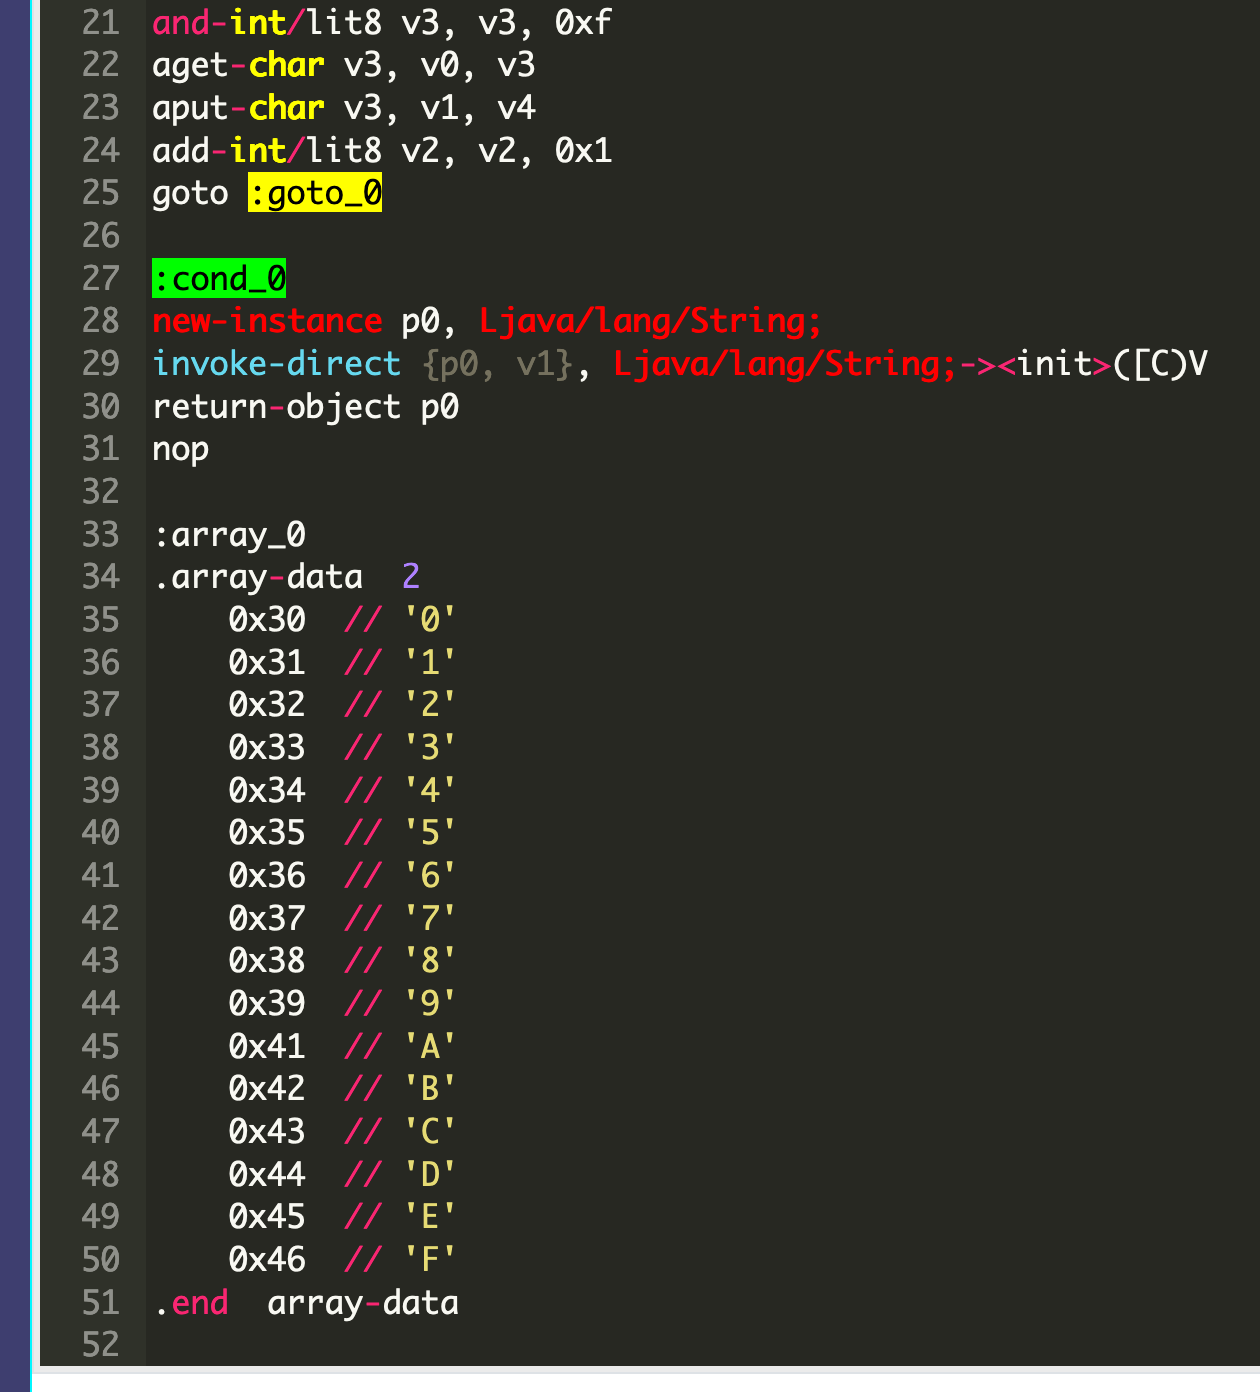 21 and-int/lit8 v3, v3, 0xf
22 aget-char v3, v0, v3
23 aput-char v3, v1, v4
24 add-int/lit8 v2, v2, 0x1
25 goto :goto_0
26
27 :cond_0
28 new-instance p0, Ljava/lang/String;
29 invoke-direct {p0, v1}, Ljava/lang/String;-><init>([C)V
30 return-object p0
31 nop
32
33 :array_0
34 .array-data  2
35     0x30  // '0'
36     0x31  // '1'
37     0x32  // '2'
38     0x33  // '3'
39     0x34  // '4'
40     0x35  // '5'
41     0x36  // '6'
42     0x37  // '7'
43     0x38  // '8'
44     0x39  // '9'
45     0x41  // 'A'
46     0x42  // 'B'
47     0x43  // 'C'
48     0x44  // 'D'
49     0x45  // 'E'
50     0x46  // 'F'
51 .end  array-data
52